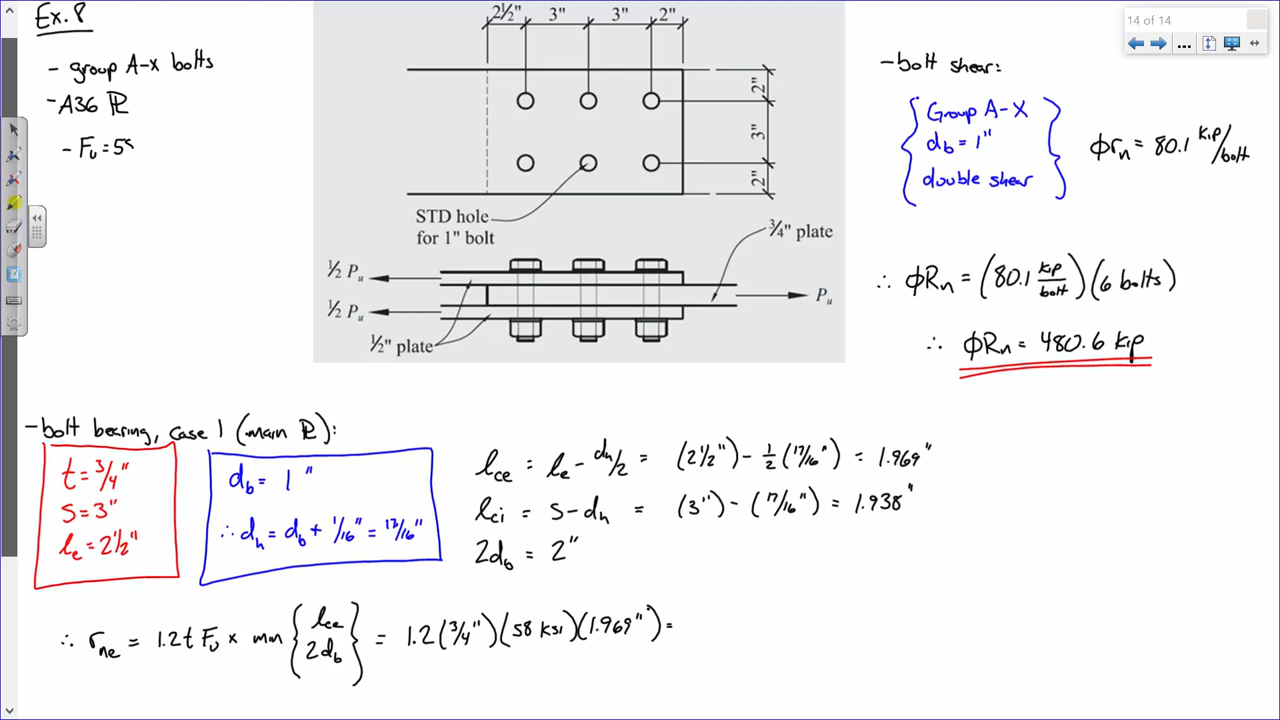 Ex. 8
- group A-X bolts
- A36 PL
- Fu = 5
2½" 3" 3" 2"
2"
3"
2"
STD hole
for 1" bolt
¾" plate
½ Pu
½ Pu
Pu
½" plate
14 of 14
- bolt shear:
Group A-X
db = 1"
double shear
ϕrn = 80.1 kip/bolt
∴ ϕRn = (80.1 kip/bolt)(6 bolts)
∴ ϕRn = 480.6 kip
- bolt bearing, case 1 (main PL):
t = ¾"
s = 3"
le = 2½"
db = 1"
∴ dh = db + 1/16" = 17/16"
lce = le - dh/2 = (2½") - ½(17/16") = 1.969"
lci = s - dh = (3") - (17/16") = 1.938"
2db = 2"
∴ rne = 1.2 t Fu × min { lce 2db } = 1.2 (¾")(58 ksi)(1.969") =